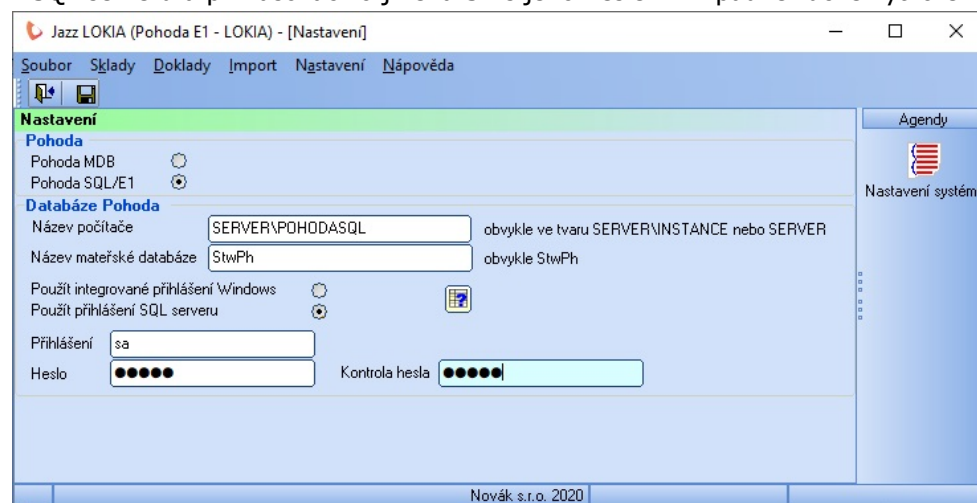 Jazz LOKIA (Pohoda E1 - LOKIA) - [Nastavení]
Soubor Sklady Doklady Import Nastavení Nápověda
Nastavení
Agendy
Pohoda
Pohoda MDB
Pohoda SQL/E1
Nastavení systém
Databáze Pohoda
Název počítače SERVER\POHODASQL obvykle ve tvaru SERVER\INSTANCE nebo SERVER
Název mateřské databáze StwPh obvykle StwPh
Použít integrované přihlášení Windows
Použít přihlášení SQL serveru
Přihlášení sa
Heslo ●●●●● Kontrola hesla ●●●●●
Novák s.r.o. 2020